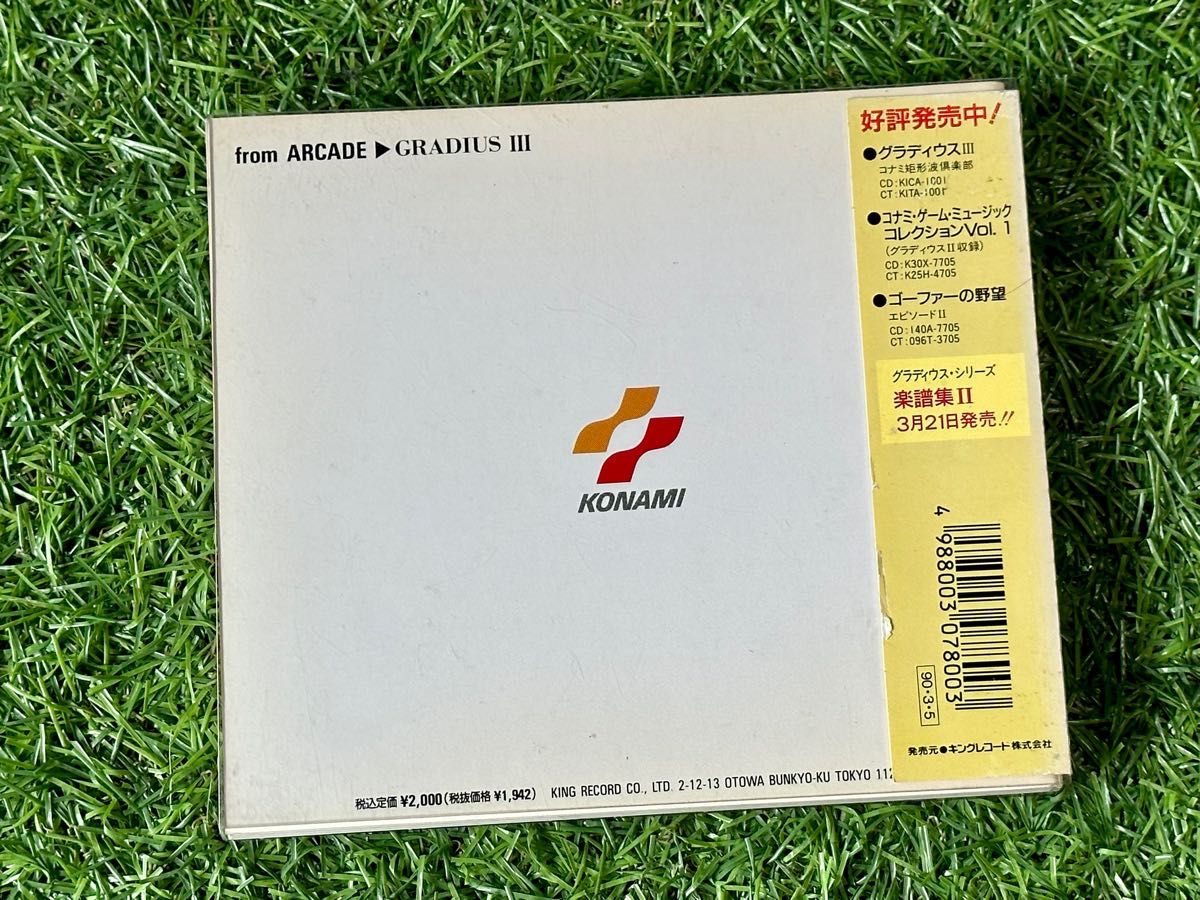 from ARCADE ▶ GRADIUS III
KONAMI
税込定価 ¥2,000(税抜価格 ¥1,942) KING RECORD CO., LTD. 2-12-13 OTOWA BUNKYO-KU TOKYO 112
好評発売中!
●グラディウスIII
コナミ矩形波倶楽部
CD:KICA-1001
CT:KITA-1001
●コナミ・ゲーム・ミュージック
コレクションVol. 1
(グラディウスII収録)
CD:K30X-7705
CT:K25H-4705
●ゴーファーの野望
エピソードII
CD:140A-7705
CT:096T-3705
グラディウス・シリーズ
楽譜集II
3月21日発売!!
4 988003 078003
90・3・5
発売元●キングレコード株式会社